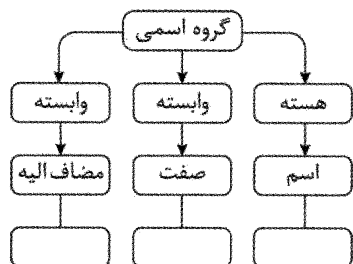 گروه اسمی
هسته وابسته وابسته
اسم صفت مضاف‌الیه